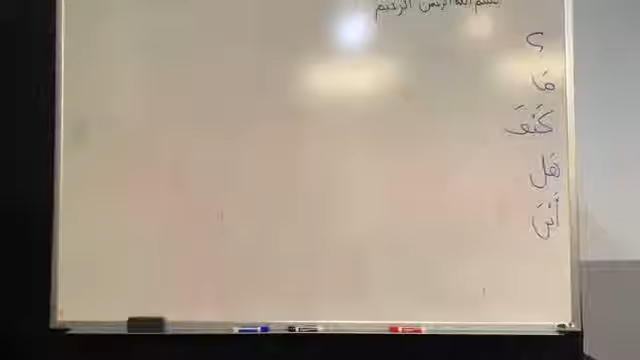 بسم الله الرحمن الرحيم
؟
مَا
كَيْفَ
هَل
أَيْنَ